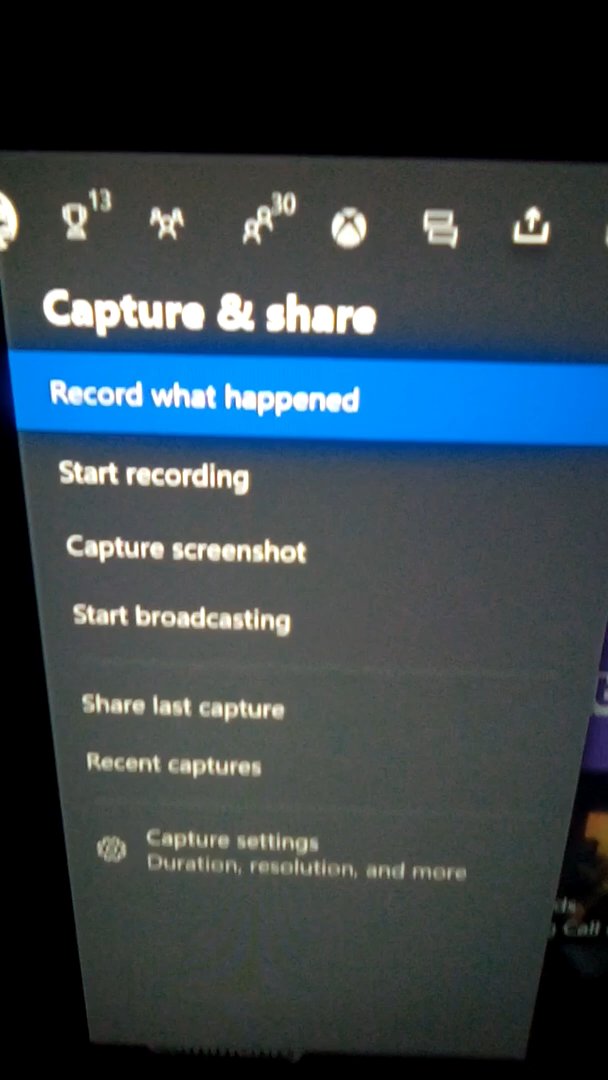 13
30
Capture & share
Record what happened
Start recording
Capture screenshot
Start broadcasting
Share last capture
Recent captures
Capture settings
Duration, resolution, and more
Call